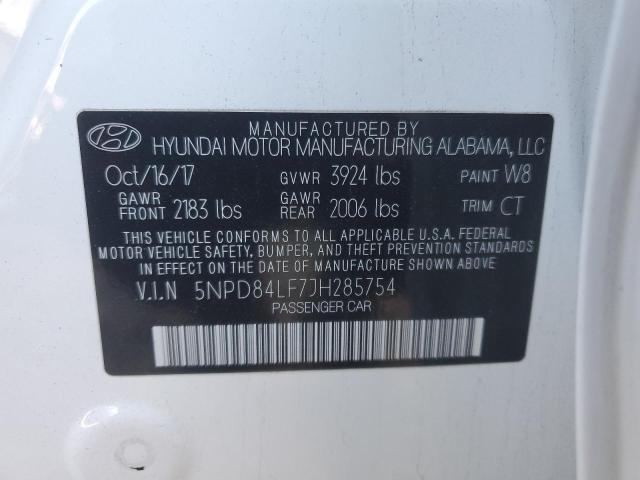 MANUFACTURED BY
HYUNDAI MOTOR MANUFACTURING ALABAMA, LLC
Oct/16/17 GVWR 3924 lbs PAINT W8
GAWR FRONT 2183 lbs GAWR REAR 2006 lbs TRIM CT
THIS VEHICLE CONFORMS TO ALL APPLICABLE U.S.A. FEDERAL
MOTOR VEHICLE SAFETY, BUMPER, AND THEFT PREVENTION STANDARDS
IN EFFECT ON THE DATE OF MANUFACTURE SHOWN ABOVE.
V.I.N 5NPD84LF7JH285754
PASSENGER CAR